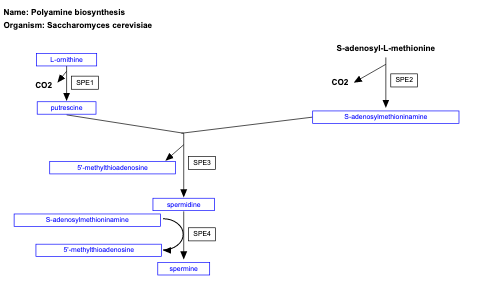 Name: Polyamine biosynthesis
Organism: Saccharomyces cerevisiae
S-adenosyl-L-methionine
L-ornithine
CO2
SPE1
CO2
SPE2
putrescine
S-adenosylmethioninamine
5'-methylthioadenosine
SPE3
spermidine
S-adenosylmethioninamine
SPE4
5'-methylthioadenosine
spermine